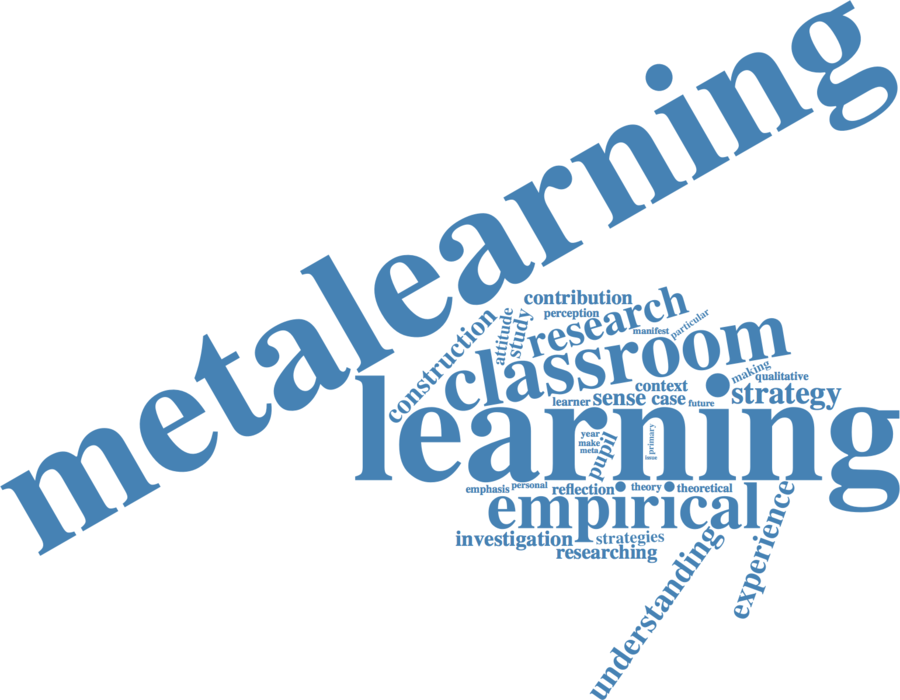 metalearning
contribution
perception
construction
attitude
study
research
manifest
particular
classroom
making
qualitative
context
strategy
learner
sense
case
future
learning
year
make
meta
pupil
primary
issue
emphasis
personal
reflection
theory
theoretical
empirical
experience
investigation
strategies
researching
understanding